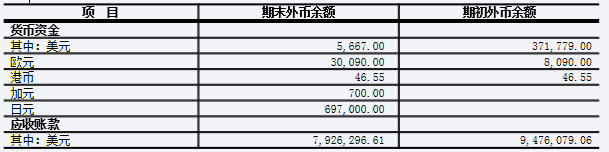 项 目 期末外币余额 期初外币余额
货币资金
其中：美元 5,667.00 371,779.00
欧元 30,090.00 8,090.00
港币 46.55 46.55
加元 700.00
日元 697,000.00
应收账款
其中：美元 7,926,296.61 9,476,079.06